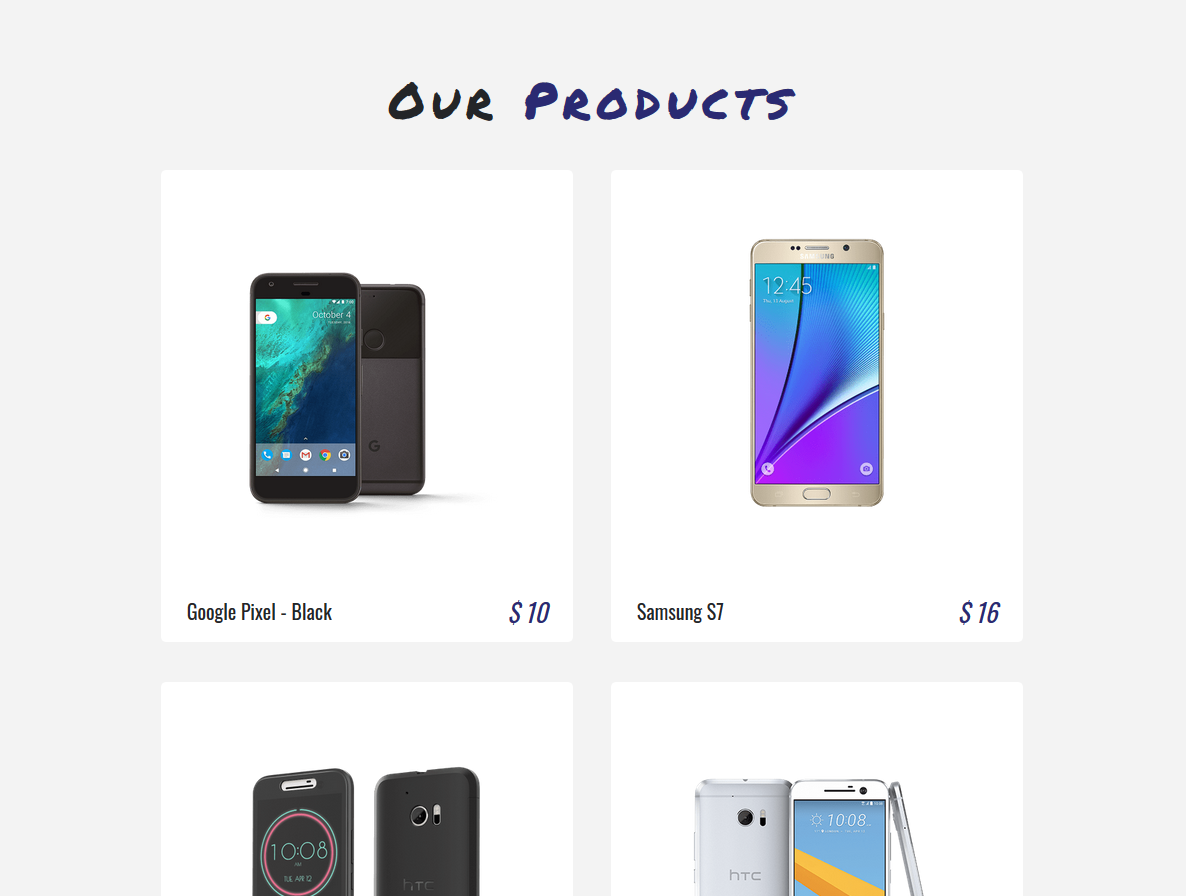 Our Products
October 4
SAMSUNG
12:45
Thu, 15 August
Google Pixel - Black
$ 10
Samsung S7
$ 16
10:08
AM
TUE, APR 12
hTC
hTC
10:08